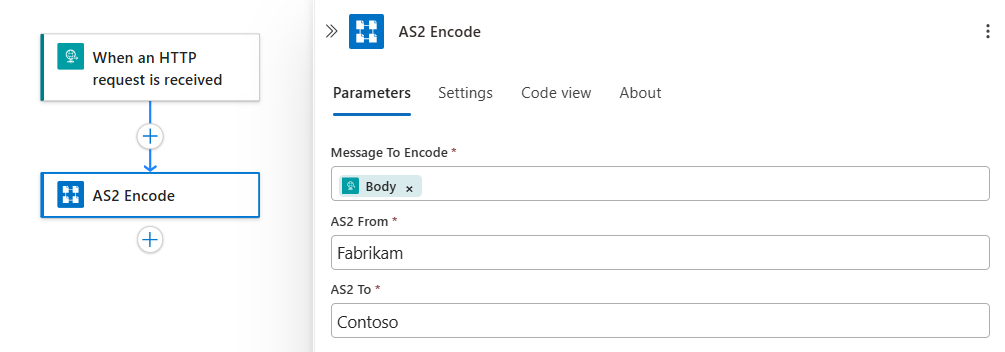 When an HTTP
request is received
AS2 Encode
AS2 Encode
Parameters Settings Code view About
Message To Encode *
Body ×
AS2 From *
Fabrikam
AS2 To *
Contoso